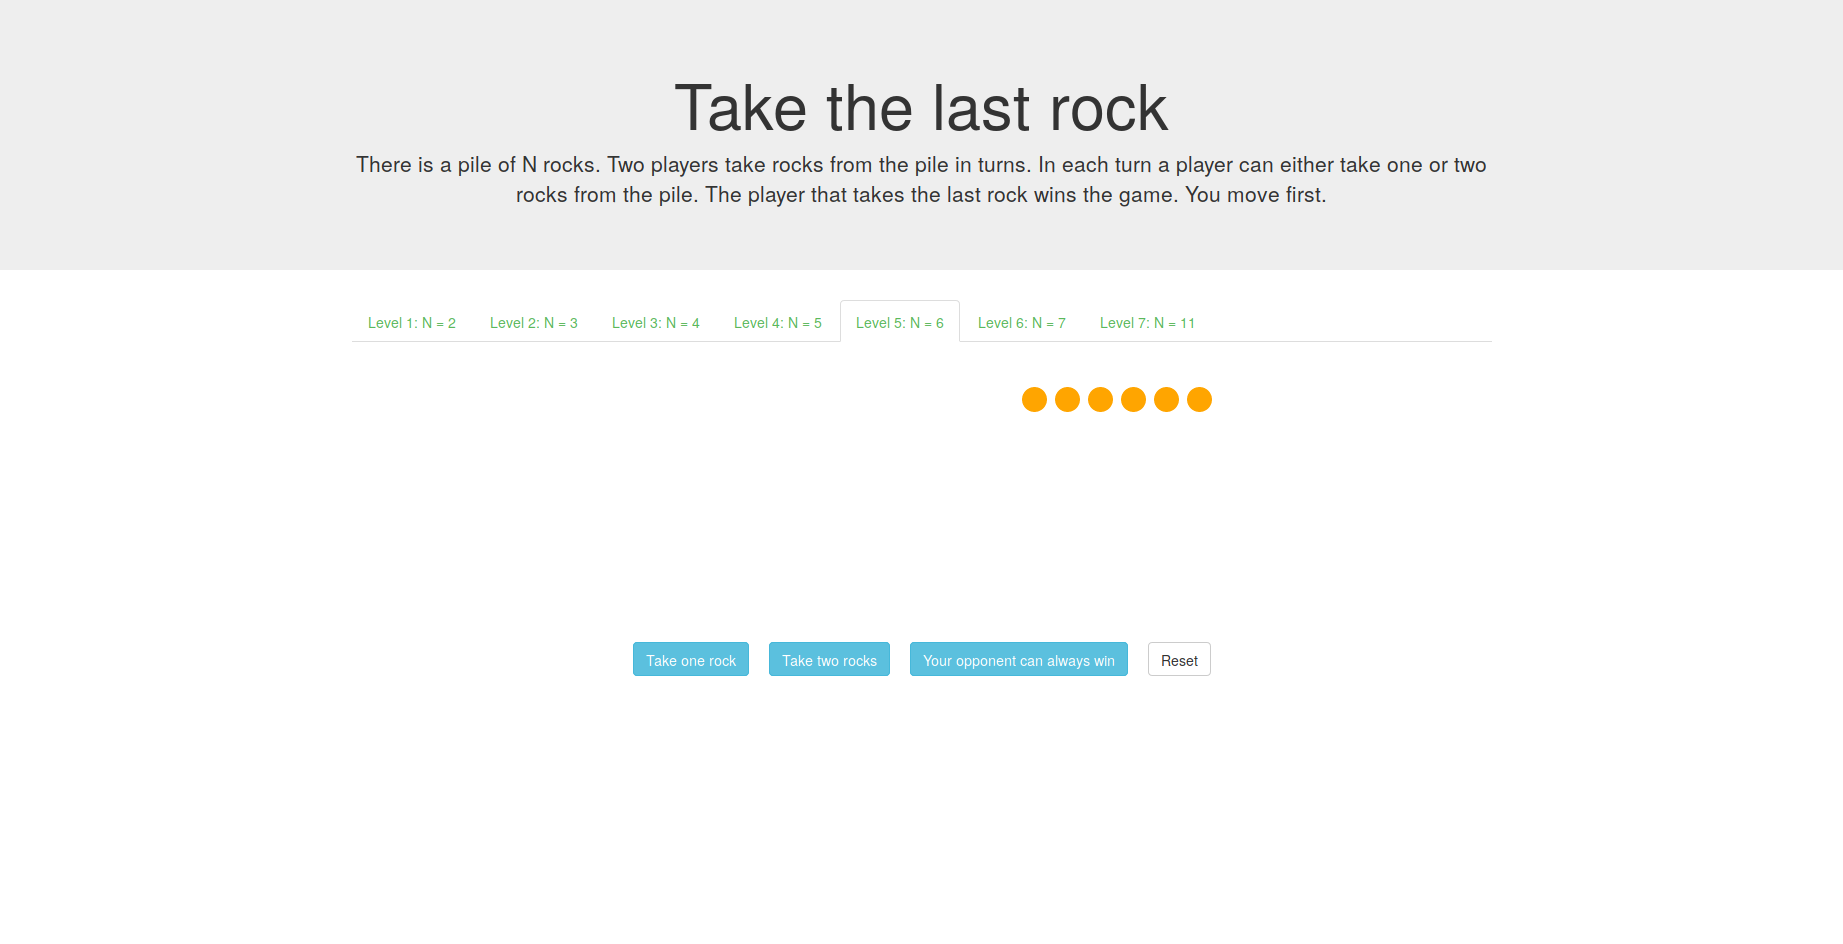 Take the last rock
There is a pile of N rocks. Two players take rocks from the pile in turns. In each turn a player can either take one or two
rocks from the pile. The player that takes the last rock wins the game. You move first.
Level 1: N = 2 Level 2: N = 3 Level 3: N = 4 Level 4: N = 5 Level 5: N = 6 Level 6: N = 7 Level 7: N = 11
Take one rock Take two rocks Your opponent can always win Reset